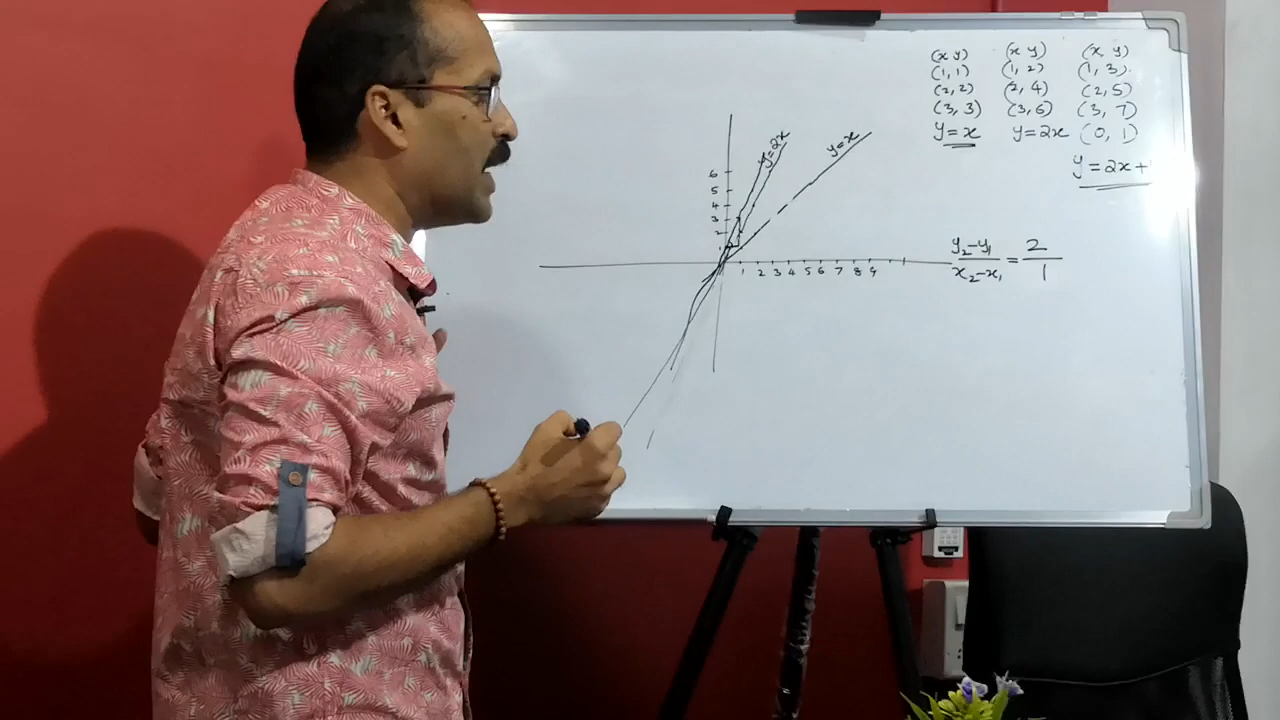 (x y) (x y) (x, y)
(1,1) (1, 2) (1, 3)
(2,2) (2, 4) (2,5)
(3, 3) (3,6) (3, 7)
y=x y=2x (0, 1)
y=2x+
y=2x
y=x
6
5
4
3
2
1
1 2 3 4 5 6 7 8 9
y₂-y₁ = 2
x₂-x₁ 1